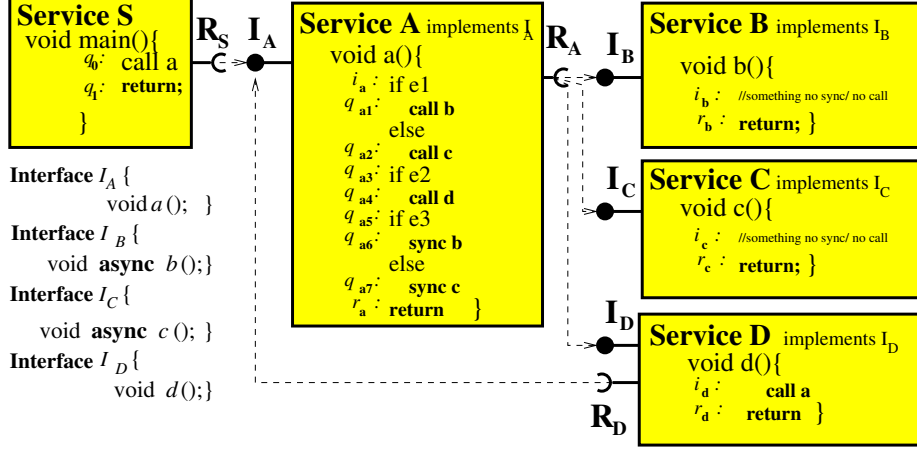 Service S
void main(){
q0: call a
q1: return;
}
R_S
I_A
Service A implements I_A
void a(){
i_a : if e1
q_a1: call b
else
q_a2: call c
q_a3: if e2
q_a4: call d
q_a5: if e3
q_a6: sync b
else
q_a7: sync c
r_a : return }
R_A
I_B
Service B implements I_B
void b(){
i_b : //something no sync/ no call
r_b : return; }
I_C
Service C implements I_C
void c(){
i_c : //something no sync/ no call
r_c : return; }
I_D
R_D
Service D implements I_D
void d(){
i_d : call a
r_d : return }
Interface I_A {
void a(); }
Interface I_B {
void async b();}
Interface I_C {
void async c(); }
Interface I_D {
void d();}